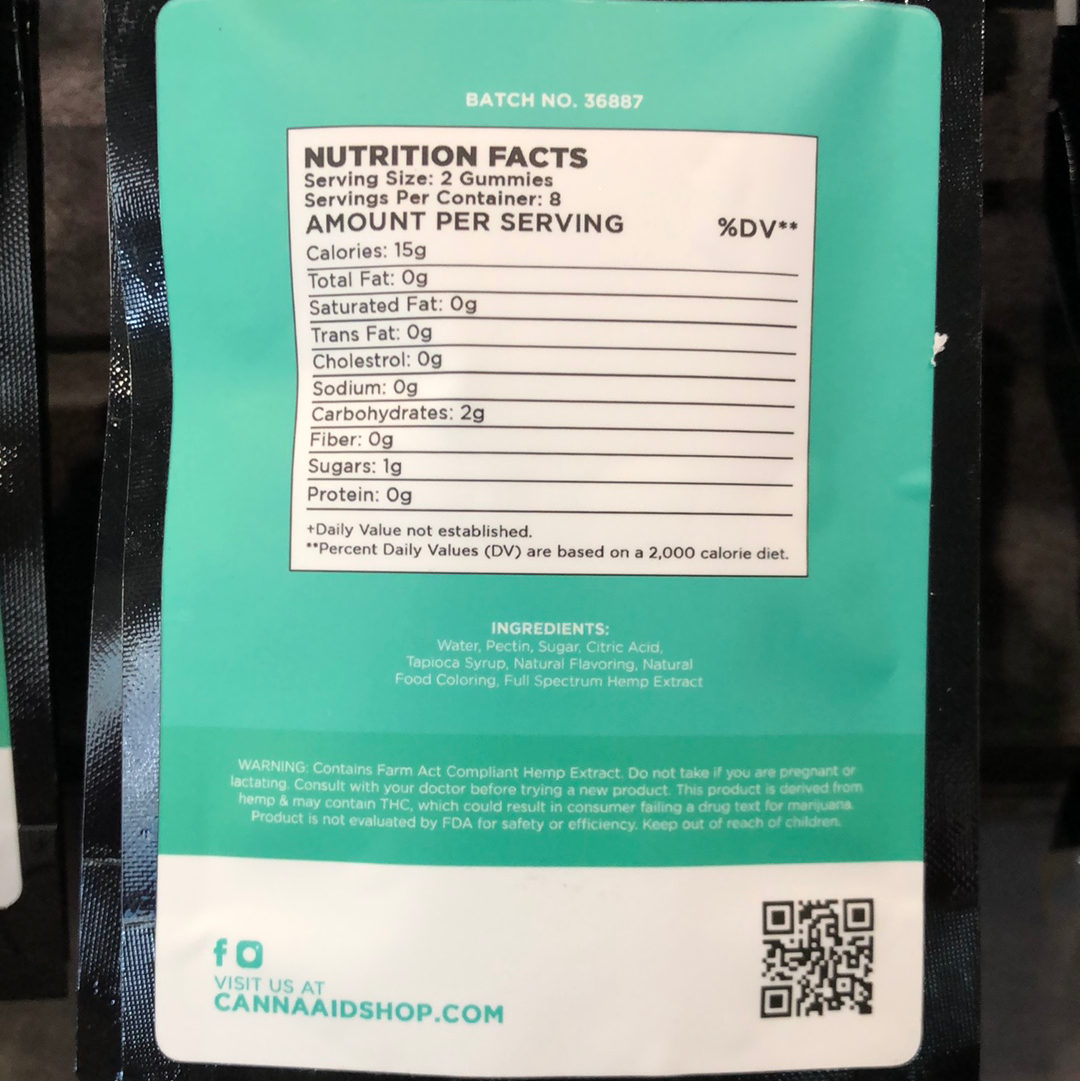 BATCH NO. 36887
NUTRITION FACTS
Serving Size: 2 Gummies
Servings Per Container: 8
AMOUNT PER SERVING %DV**
Calories: 15g
Total Fat: 0g
Saturated Fat: 0g
Trans Fat: 0g
Cholestrol: 0g
Sodium: 0g
Carbohydrates: 2g
Fiber: 0g
Sugars: 1g
Protein: 0g
+Daily Value not established.
**Percent Daily Values (DV) are based on a 2,000 calorie diet.
INGREDIENTS:
Water, Pectin, Sugar, Citric Acid,
Tapioca Syrup, Natural Flavoring, Natural
Food Coloring, Full Spectrum Hemp Extract
WARNING: Contains Farm Act Compliant Hemp Extract. Do not take if you are pregnant or
lactating. Consult with your doctor before trying a new product. This product is derived from
hemp & may contain THC, which could result in consumer failing a drug text for marijuana.
Product is not evaluated by FDA for safety or efficiency. Keep out of reach of children.
VISIT US AT
CANNAAIDSHOP.COM